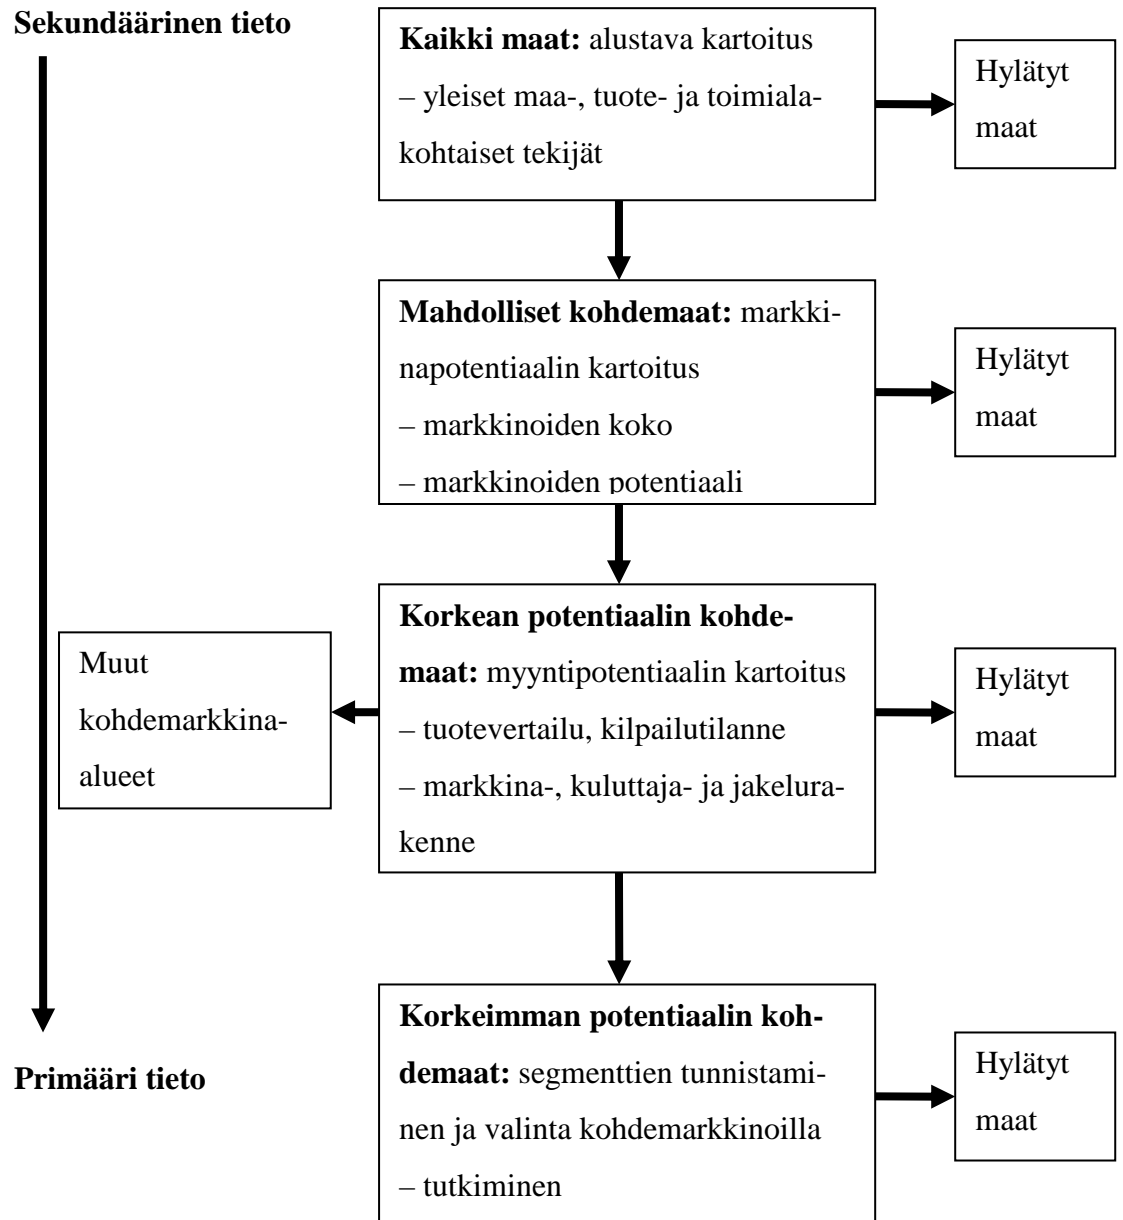 Sekundäärinen tieto
Kaikki maat: alustava kartoitus
– yleiset maa-, tuote- ja toimiala-
kohtaiset tekijät
Hylätyt
maat
Mahdolliset kohdemaat: markki-
napotentiaalin kartoitus
– markkinoiden koko
– markkinoiden potentiaali
Hylätyt
maat
Muut
kohdemarkkina-
alueet
Korkean potentiaalin kohde-
maat: myyntipotentiaalin kartoitus
– tuotevertailu, kilpailutilanne
– markkina-, kuluttaja- ja jakelura-
kenne
Hylätyt
maat
Primääri tieto
Korkeimman potentiaalin koh-
demaat: segmenttien tunnistami-
nen ja valinta kohdemarkkinoilla
– tutkiminen
Hylätyt
maat